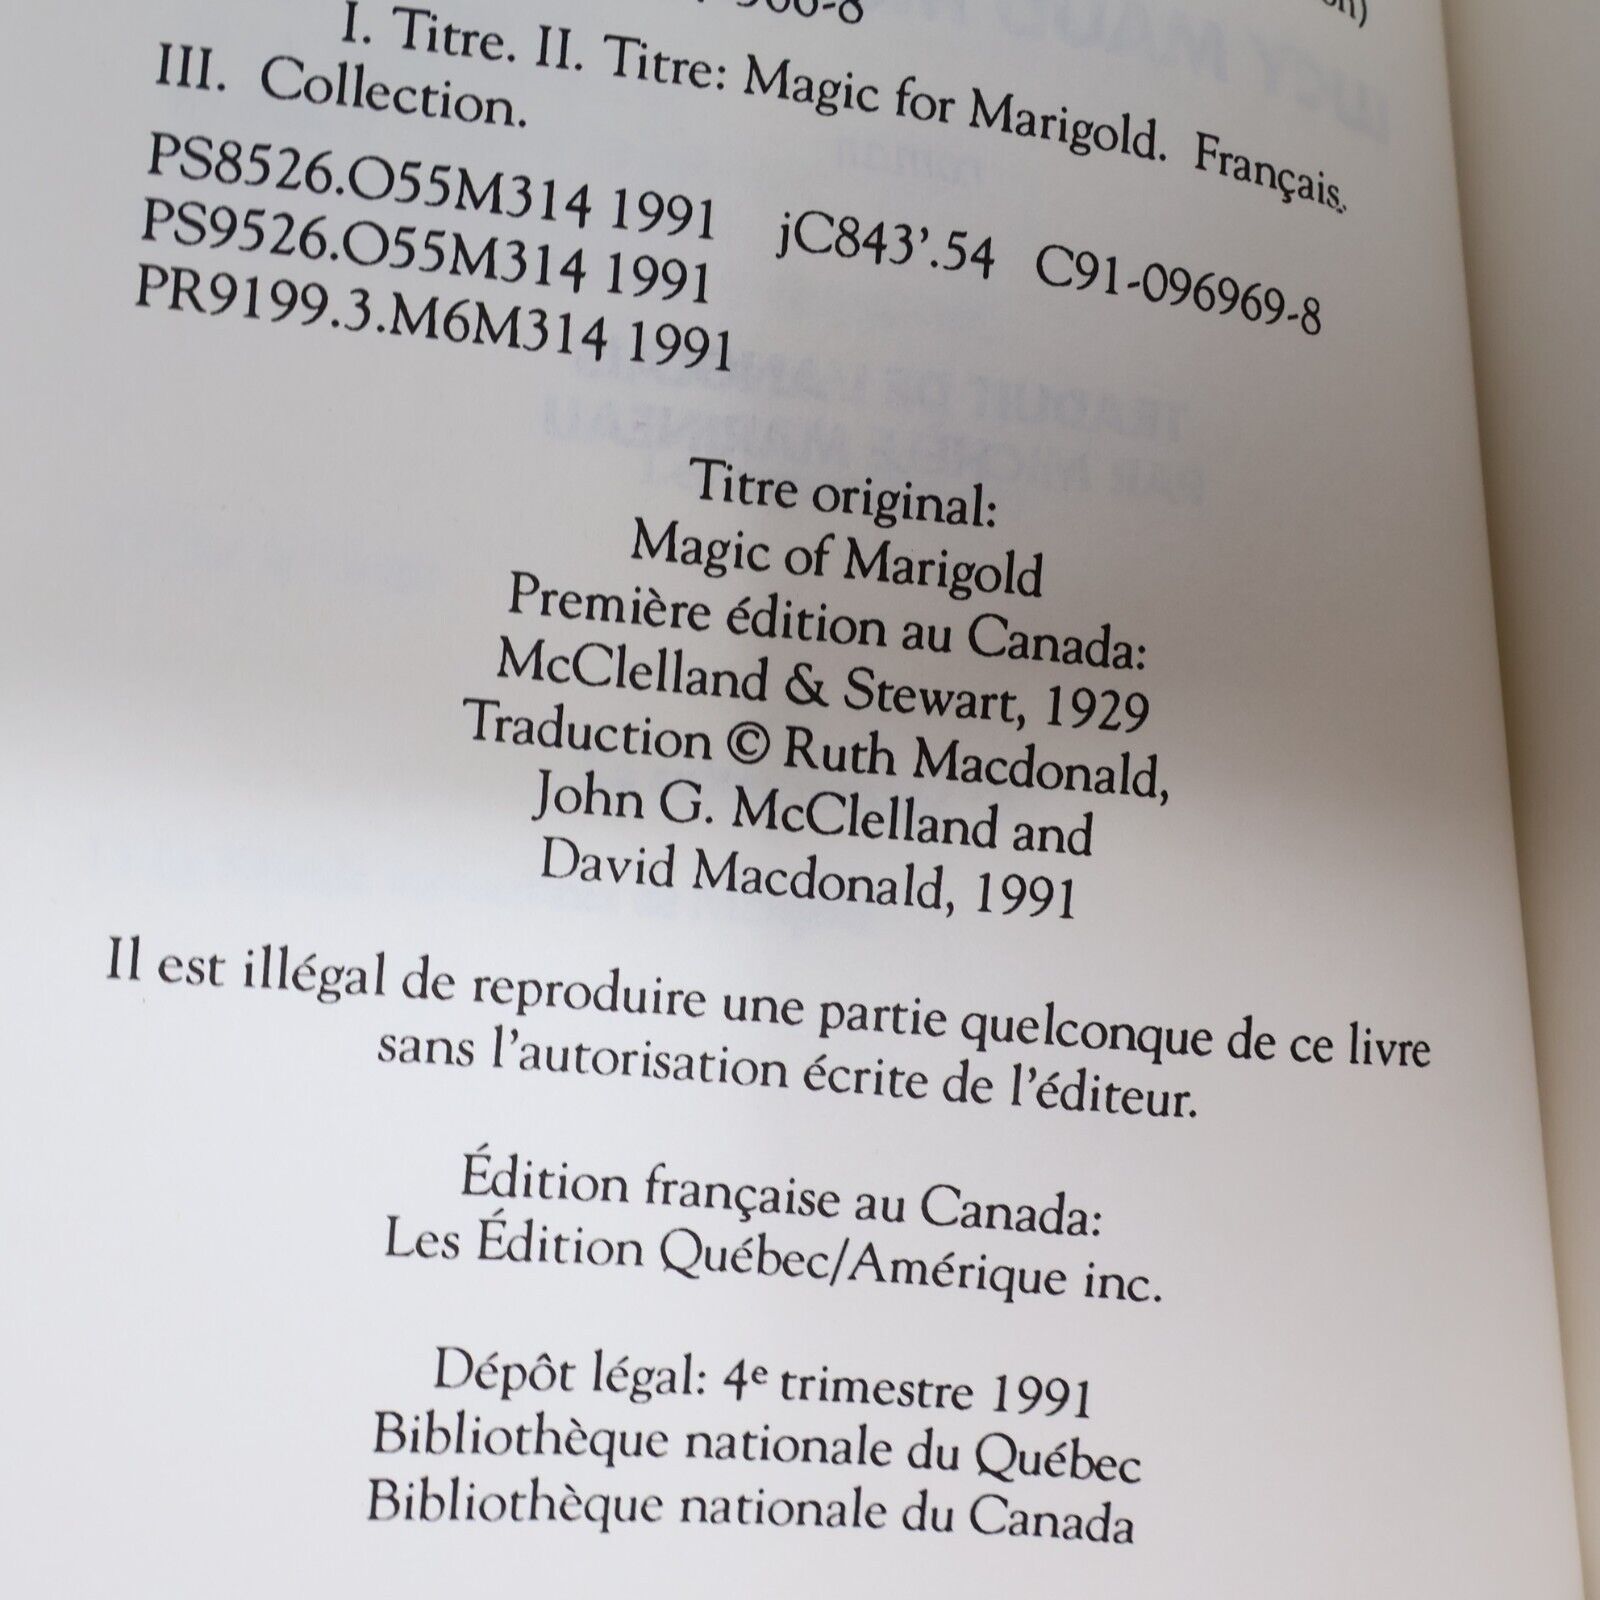 I. Titre. II. Titre: Magic for Marigold. Français.
III. Collection.
PS8526.O55M314 1991
PS9526.O55M314 1991 jC843'.54 C91-096969-8
PR9199.3.M6M314 1991
Titre original:
Magic of Marigold
Première édition au Canada:
McClelland & Stewart, 1929
Traduction © Ruth Macdonald,
John G. McClelland and
David Macdonald, 1991
Il est illégal de reproduire une partie quelconque de ce livre
sans l'autorisation écrite de l'éditeur.
Édition française au Canada:
Les Édition Québec/Amérique inc.
Dépôt légal: 4e trimestre 1991
Bibliothèque nationale du Québec
Bibliothèque nationale du Canada